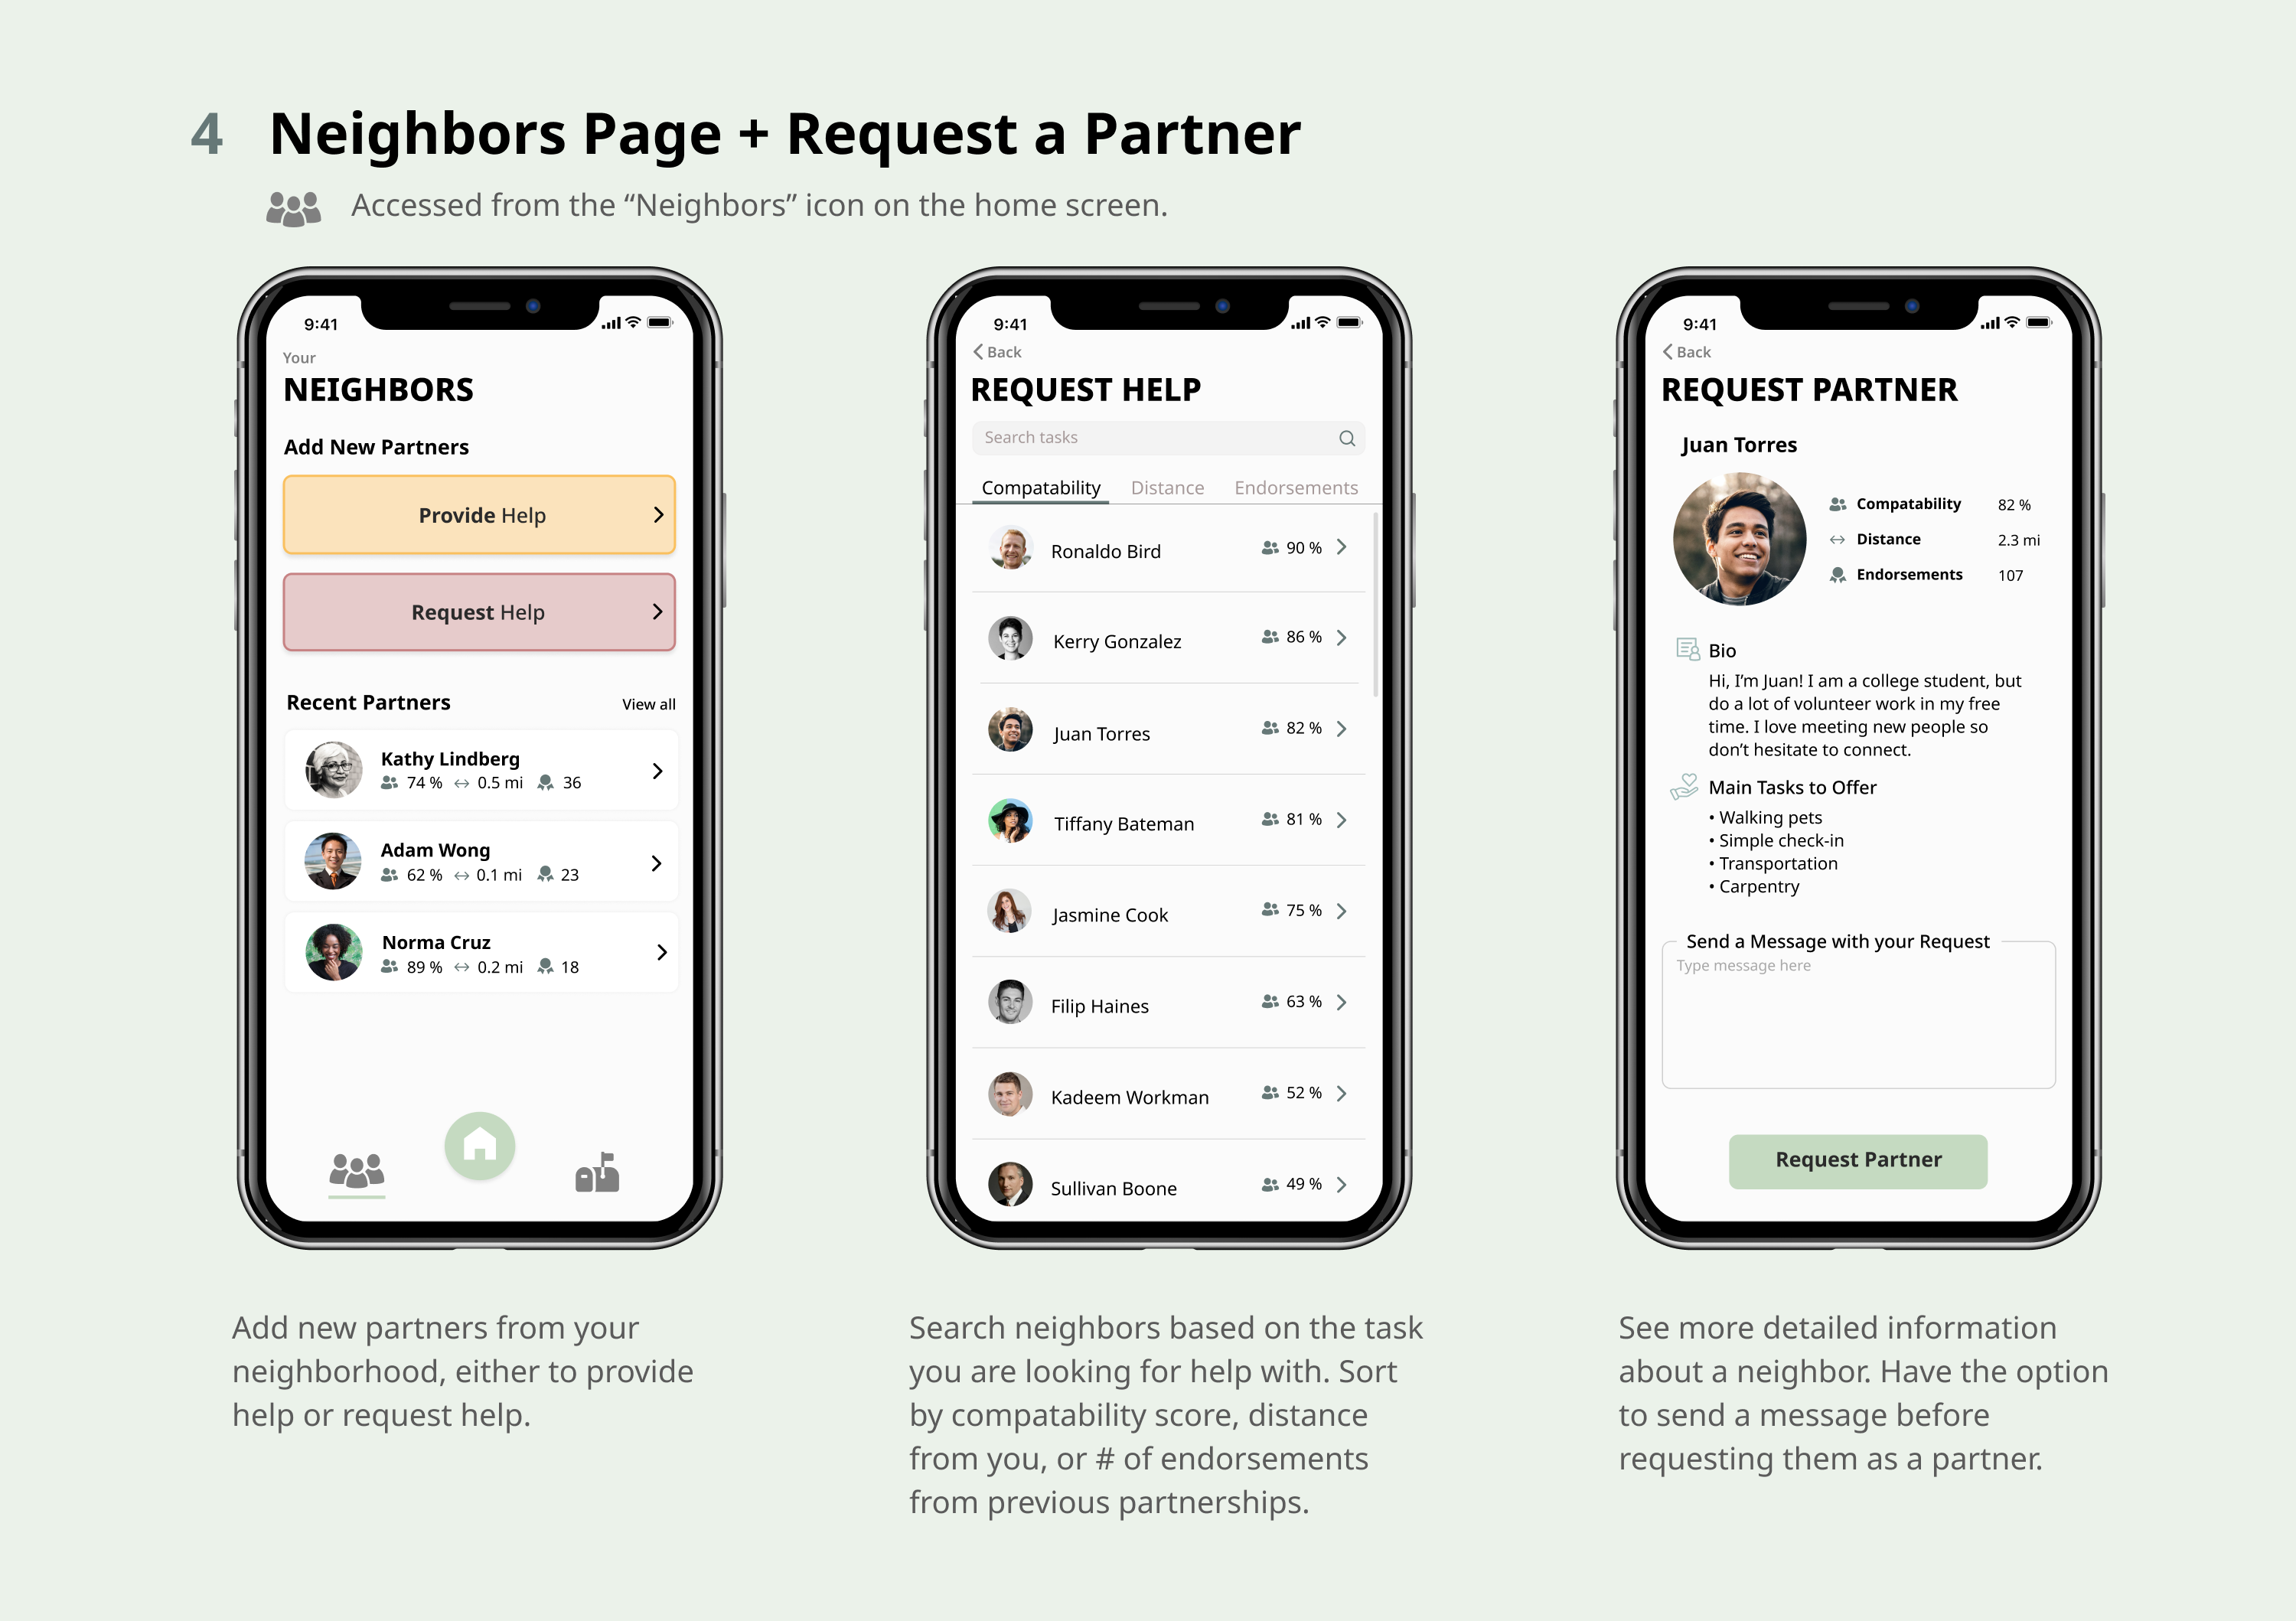 4 Neighbors Page + Request a Partner
Accessed from the “Neighbors” icon on the home screen.
9:41
Your
NEIGHBORS
Add New Partners
Provide Help
Request Help
Recent Partners View all
Kathy Lindberg
74 % 0.5 mi 36
Adam Wong
62 % 0.1 mi 23
Norma Cruz
89 % 0.2 mi 18
Add new partners from your
neighborhood, either to provide
help or request help.
9:41
Back
REQUEST HELP
Search tasks
Compatability Distance Endorsements
Ronaldo Bird 90 %
Kerry Gonzalez 86 %
Juan Torres 82 %
Tiffany Bateman 81 %
Jasmine Cook 75 %
Filip Haines 63 %
Kadeem Workman 52 %
Sullivan Boone 49 %
Search neighbors based on the task
you are looking for help with. Sort
by compatability score, distance
from you, or # of endorsements
from previous partnerships.
9:41
Back
REQUEST PARTNER
Juan Torres
Compatability 82 %
Distance 2.3 mi
Endorsements 107
Bio
Hi, I’m Juan! I am a college student, but
do a lot of volunteer work in my free
time. I love meeting new people so
don’t hesitate to connect.
Main Tasks to Offer
• Walking pets
• Simple check-in
• Transportation
• Carpentry
Send a Message with your Request
Type message here
Request Partner
See more detailed information
about a neighbor. Have the option
to send a message before
requesting them as a partner.